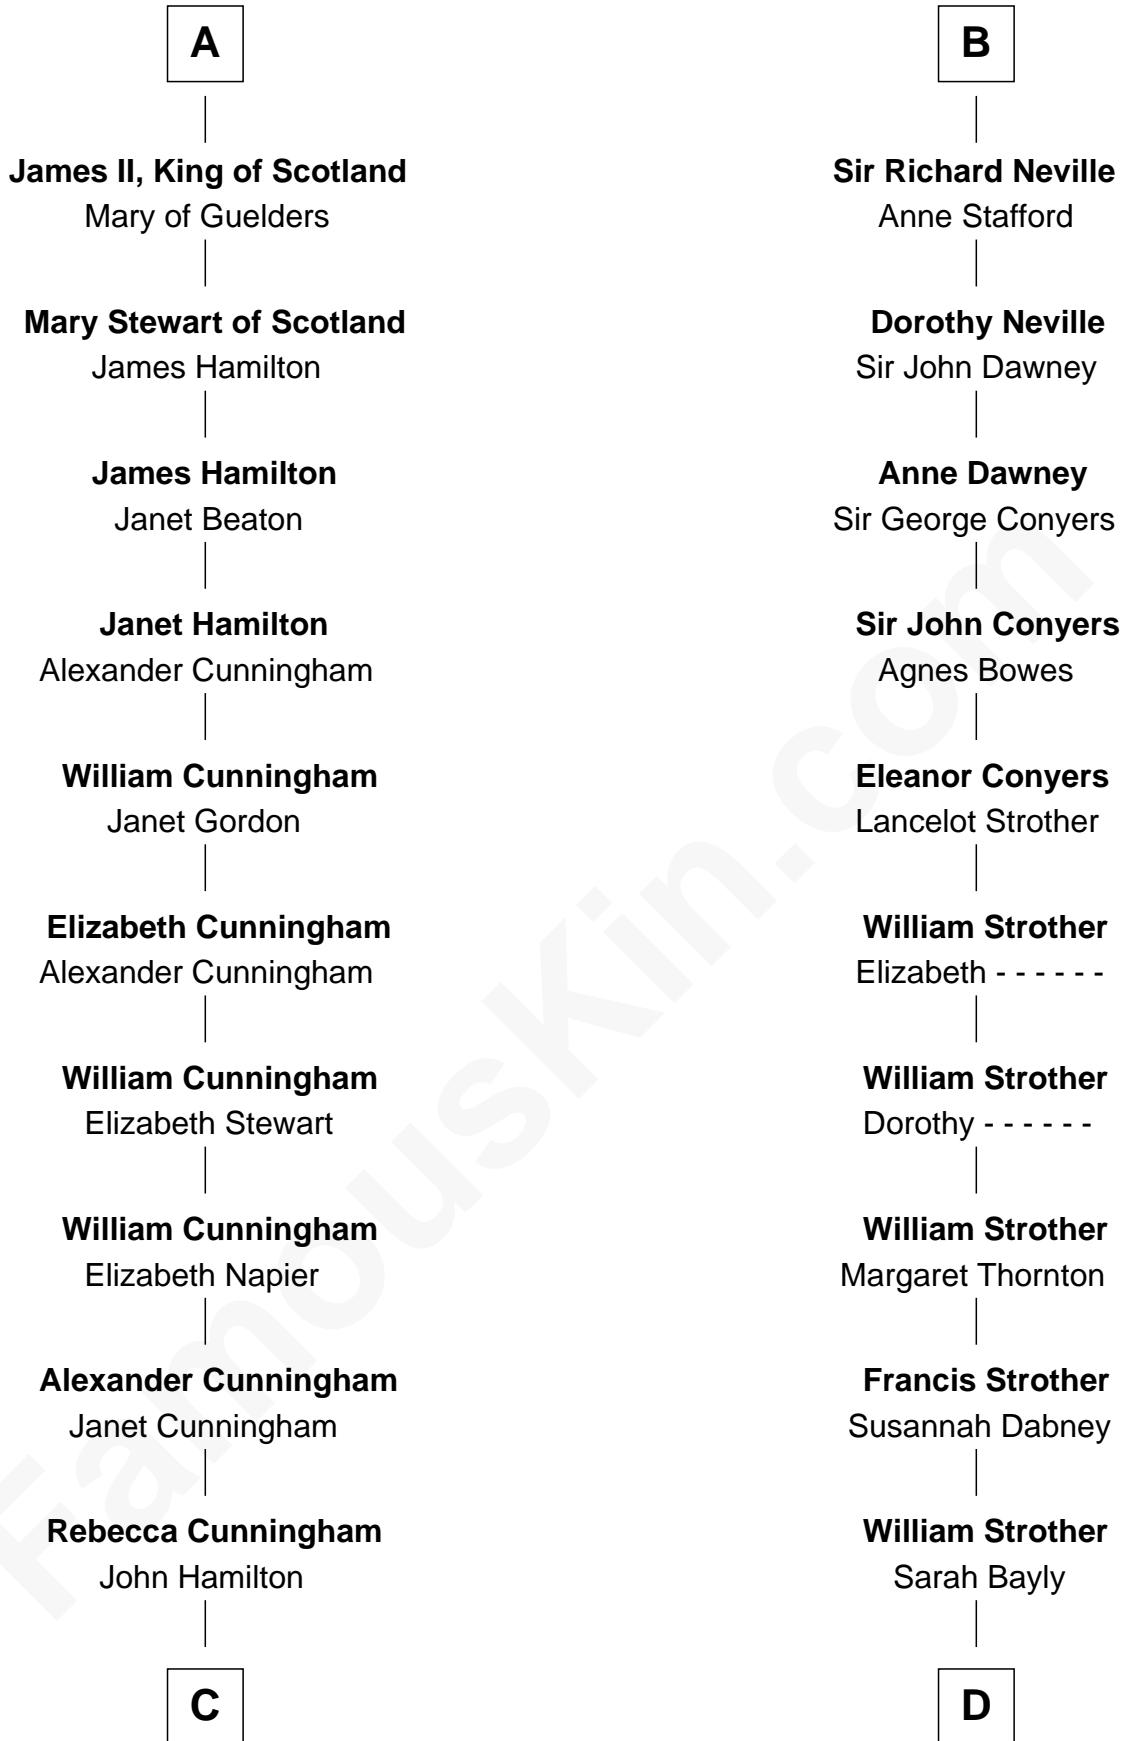 A
James II, King of Scotland
Mary of Guelders
Mary Stewart of Scotland
James Hamilton
James Hamilton
Janet Beaton
Janet Hamilton
Alexander Cunningham
William Cunningham
Janet Gordon
Elizabeth Cunningham
Alexander Cunningham
William Cunningham
Elizabeth Stewart
William Cunningham
Elizabeth Napier
Alexander Cunningham
Janet Cunningham
Rebecca Cunningham
John Hamilton
C
B
Sir Richard Neville
Anne Stafford
Dorothy Neville
Sir John Dawney
Anne Dawney
Sir George Conyers
Sir John Conyers
Agnes Bowes
Eleanor Conyers
Lancelot Strother
William Strother
Elizabeth - - - - - -
William Strother
Dorothy - - - - - -
William Strother
Margaret Thornton
Francis Strother
Susannah Dabney
William Strother
Sarah Bayly
D
FamousKin.com